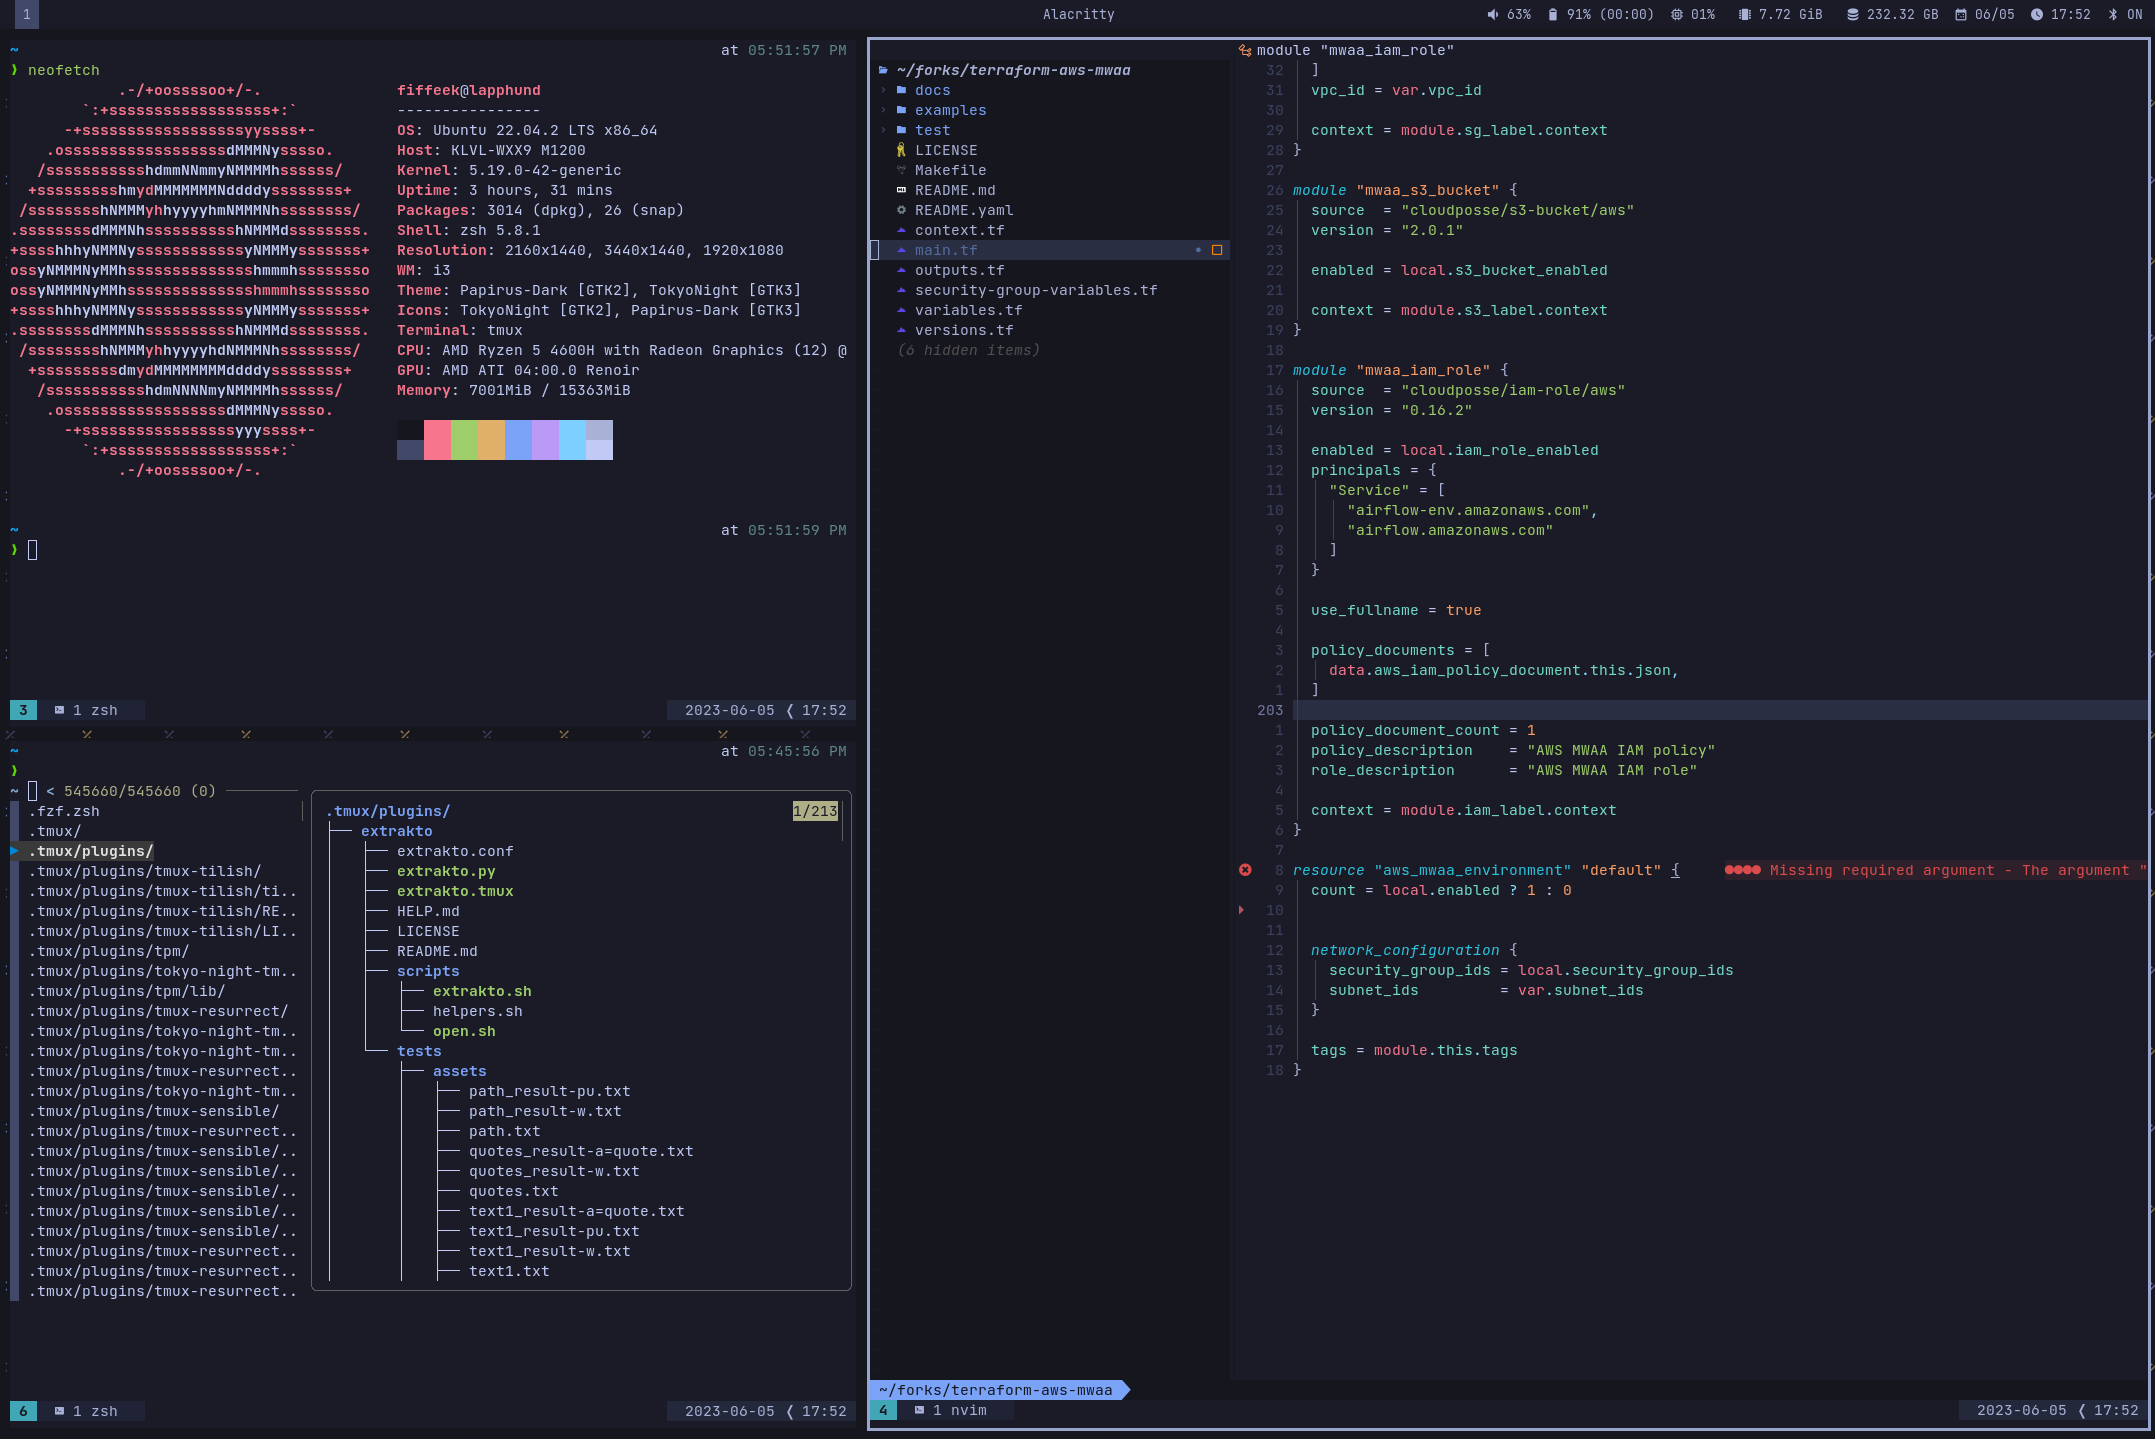 1
Alacritty
63% 91% (00:00) 01% 7.72 GiB 232.32 GB 06/05 17:52 ON
~ at 05:51:57 PM
❯ neofetch
.-/+oossssoo+/-.
`:+ssssssssssssssssss+:`
-+ssssssssssssssssssyyssss+-
.ossssssssssssssssssdMMMNysssso.
/ssssssssssshdmmNNmmyNMMMMhssssss/
+ssssssssshmydMMMMMMMNddddyssssssss+
/sssssssshNMMMyhhyyyyhmNMMMNhssssssss/
.ssssssssdMMMNhsssssssssshNMMMdssssssss.
+sssshhhyNMMNyssssssssssssyNMMMysssssss+
ossyNMMMNyMMhsssssssssssssshmmmhssssssso
ossyNMMMNyMMhsssssssssssssshmmmhssssssso
+sssshhhyNMMNyssssssssssssyNMMMysssssss+
.ssssssssdMMMNhsssssssssshNMMMdssssssss.
/sssssssshNMMMyhhyyyyhdNMMMNhssssssss/
+sssssssssdmydMMMMMMMMddddyssssssss+
/ssssssssssshdmNNNNmyNMMMMhssssss/
.ossssssssssssssssssdMMMNysssso.
-+sssssssssssssssssyyyssss+-
`:+ssssssssssssssssss+:`
.-/+oossssoo+/-.
fiffeek@lapphund
----------------
OS: Ubuntu 22.04.2 LTS x86_64
Host: KLVL-WXX9 M1200
Kernel: 5.19.0-42-generic
Uptime: 3 hours, 31 mins
Packages: 3014 (dpkg), 26 (snap)
Shell: zsh 5.8.1
Resolution: 2160x1440, 3440x1440, 1920x1080
WM: i3
Theme: Papirus-Dark [GTK2], TokyoNight [GTK3]
Icons: TokyoNight [GTK2], Papirus-Dark [GTK3]
Terminal: tmux
CPU: AMD Ryzen 5 4600H with Radeon Graphics (12) @
GPU: AMD ATI 04:00.0 Renoir
Memory: 7001MiB / 15363MiB
~ at 05:51:59 PM
❯
3 1 zsh 2023-06-05 ❬ 17:52
~ at 05:45:56 PM
❯
~ < 545660/545660 (0)
.fzf.zsh
.tmux/
.tmux/plugins/
.tmux/plugins/tmux-tilish/
.tmux/plugins/tmux-tilish/ti..
.tmux/plugins/tmux-tilish/RE..
.tmux/plugins/tmux-tilish/LI..
.tmux/plugins/tpm/
.tmux/plugins/tokyo-night-tm..
.tmux/plugins/tpm/lib/
.tmux/plugins/tmux-resurrect/
.tmux/plugins/tokyo-night-tm..
.tmux/plugins/tokyo-night-tm..
.tmux/plugins/tmux-resurrect..
.tmux/plugins/tokyo-night-tm..
.tmux/plugins/tmux-sensible/
.tmux/plugins/tmux-resurrect..
.tmux/plugins/tmux-sensible/..
.tmux/plugins/tmux-sensible/..
.tmux/plugins/tmux-sensible/..
.tmux/plugins/tmux-sensible/..
.tmux/plugins/tmux-sensible/..
.tmux/plugins/tmux-resurrect..
.tmux/plugins/tmux-resurrect..
.tmux/plugins/tmux-resurrect..
.tmux/plugins/ 1/213
extrakto
extrakto.conf
extrakto.py
extrakto.tmux
HELP.md
LICENSE
README.md
scripts
extrakto.sh
helpers.sh
open.sh
tests
assets
path_result-pu.txt
path_result-w.txt
path.txt
quotes_result-a=quote.txt
quotes_result-w.txt
quotes.txt
text1_result-a=quote.txt
text1_result-pu.txt
text1_result-w.txt
text1.txt
6 1 zsh 2023-06-05 ❬ 17:52
~/forks/terraform-aws-mwaa
docs
examples
test
LICENSE
Makefile
README.md
README.yaml
context.tf
main.tf
outputs.tf
security-group-variables.tf
variables.tf
versions.tf
(6 hidden items)
module "mwaa_iam_role"
32 ]
31 vpc_id = var.vpc_id
30
29 context = module.sg_label.context
28 }
27
26 module "mwaa_s3_bucket" {
25 source  = "cloudposse/s3-bucket/aws"
24 version = "2.0.1"
23
22 enabled = local.s3_bucket_enabled
21
20 context = module.s3_label.context
19 }
18
17 module "mwaa_iam_role" {
16 source  = "cloudposse/iam-role/aws"
15 version = "0.16.2"
14
13 enabled = local.iam_role_enabled
12 principals = {
11 "Service" = [
10 "airflow-env.amazonaws.com",
9 "airflow.amazonaws.com"
8 ]
7 }
6
5 use_fullname = true
4
3 policy_documents = [
2 data.aws_iam_policy_document.this.json,
1 ]
203
1 policy_document_count = 1
2 policy_description    = "AWS MWAA IAM policy"
3 role_description      = "AWS MWAA IAM role"
4
5 context = module.iam_label.context
6 }
7
8 resource "aws_mwaa_environment" "default" { ●●●● Missing required argument - The argument "
9 count = local.enabled ? 1 : 0
10
11
12 network_configuration {
13 security_group_ids = local.security_group_ids
14 subnet_ids         = var.subnet_ids
15 }
16
17 tags = module.this.tags
18 }
~/forks/terraform-aws-mwaa
4 1 nvim 2023-06-05 ❬ 17:52